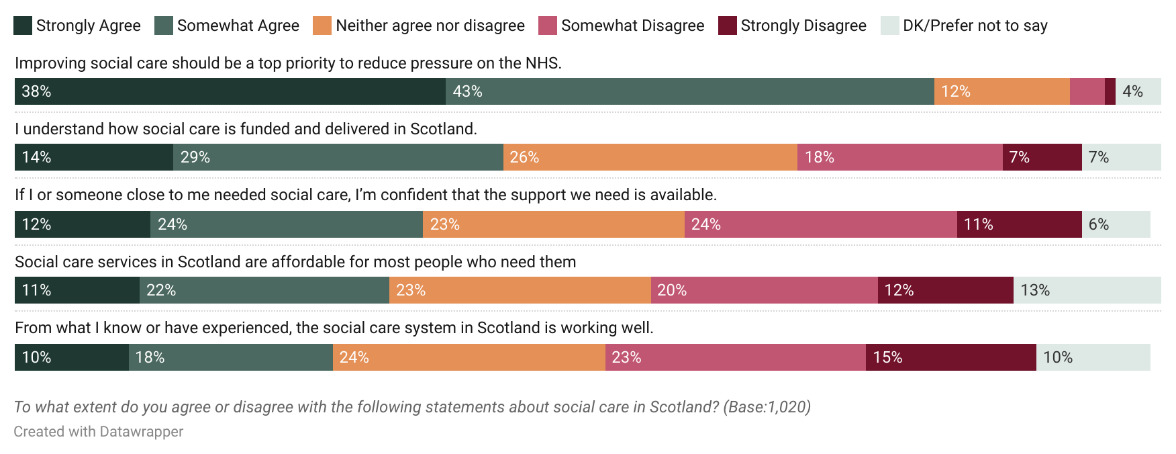 Strongly Agree Somewhat Agree Neither agree nor disagree Somewhat Disagree Strongly Disagree DK/Prefer not to say
Improving social care should be a top priority to reduce pressure on the NHS.
38% 43% 12% 4%
I understand how social care is funded and delivered in Scotland.
14% 29% 26% 18% 7% 7%
If I or someone close to me needed social care, I’m confident that the support we need is available.
12% 24% 23% 24% 11% 6%
Social care services in Scotland are affordable for most people who need them
11% 22% 23% 20% 12% 13%
From what I know or have experienced, the social care system in Scotland is working well.
10% 18% 24% 23% 15% 10%
To what extent do you agree or disagree with the following statements about social care in Scotland? (Base:1,020)
Created with Datawrapper